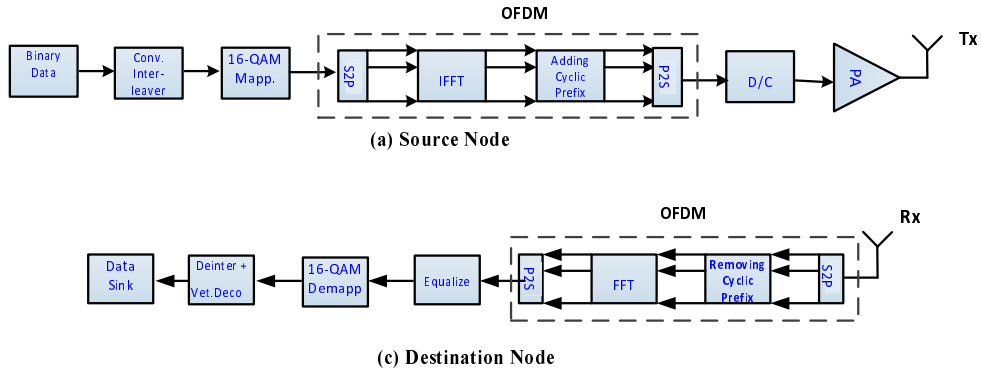 OFDM
Tx
Binary
Data
Conv.
Inter-
leaver
16-QAM
Mapp.
S2P
IFFT
Adding
Cyclic
Prefix
P2S
D/C
PA
(a) Source Node
OFDM
Rx
Data
Sink
Deinter +
Vet.Deco
16-QAM
Demapp
Equalize
P2S
FFT
Removing
Cyclic
Prefix
S2P
(c) Destination Node